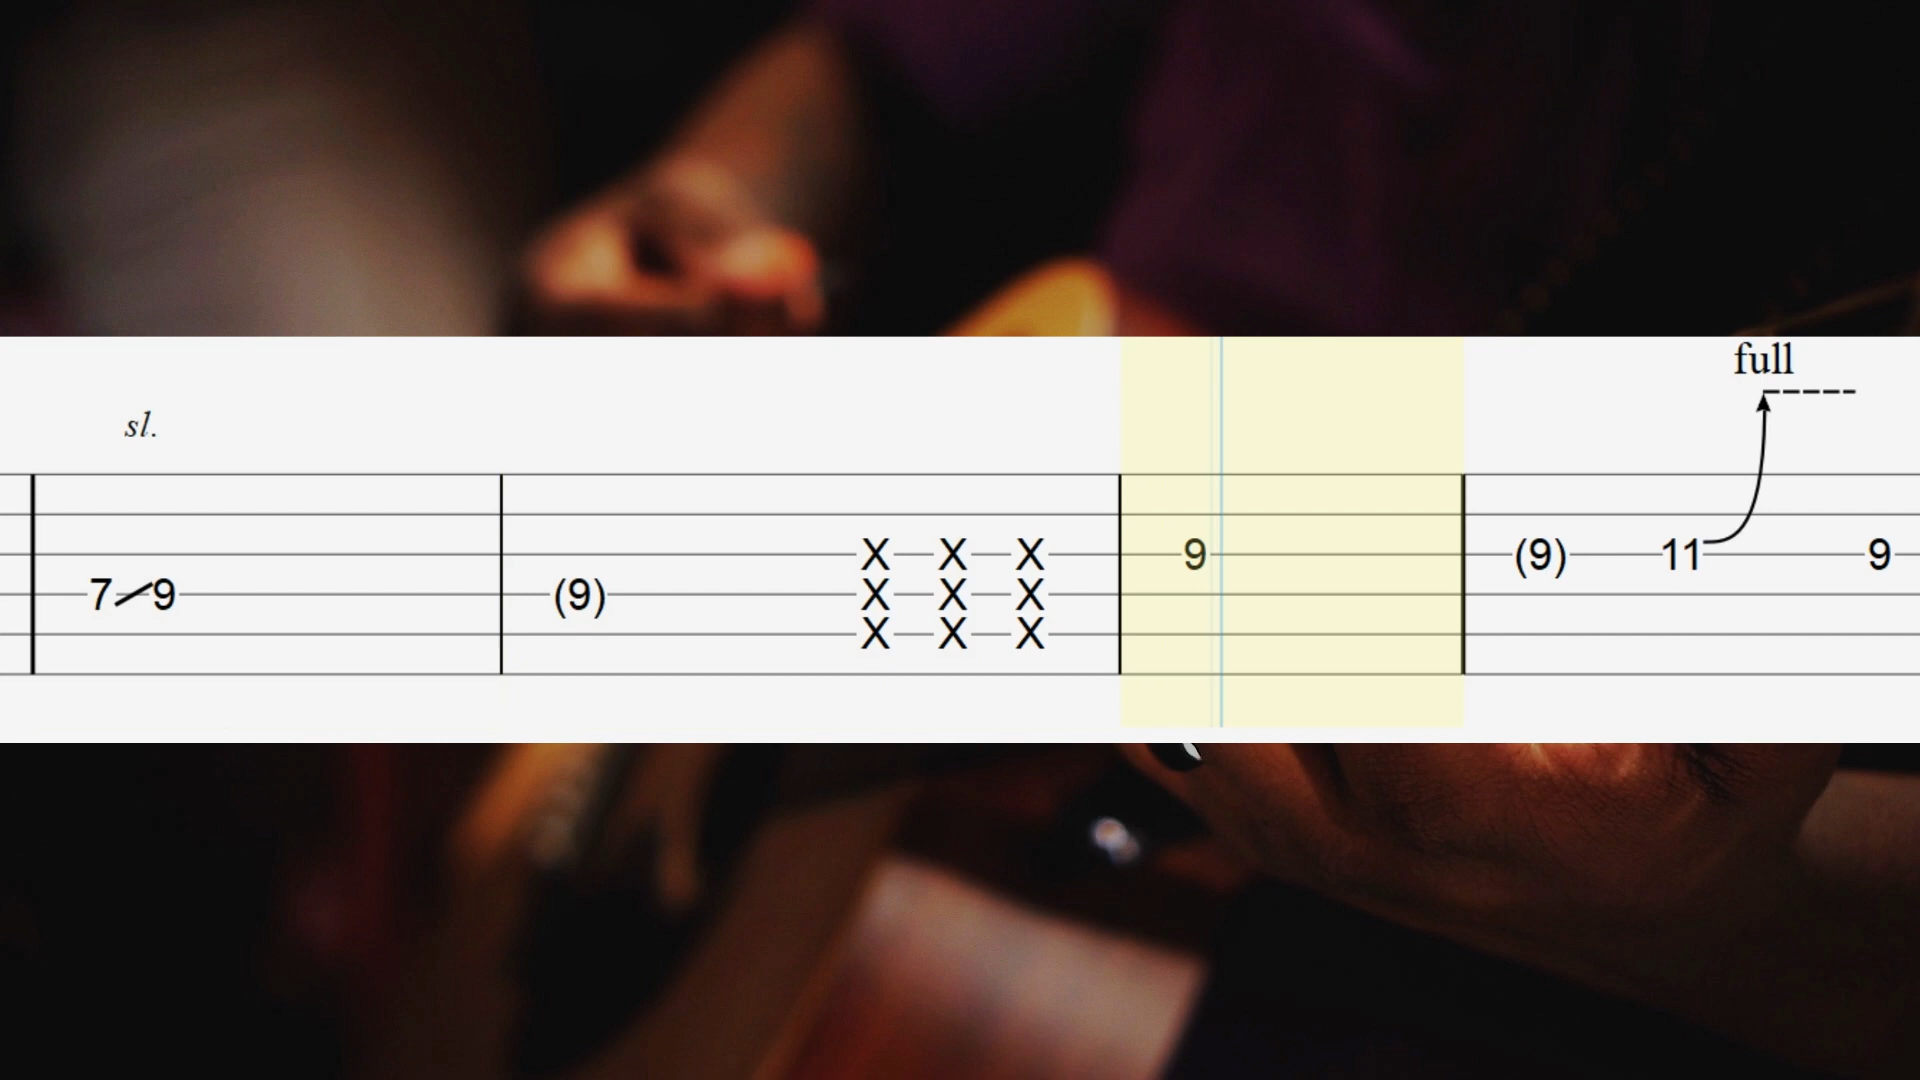 full
sl.
X X X 9 (9) 11 9
7 9 (9) X X X
X X X